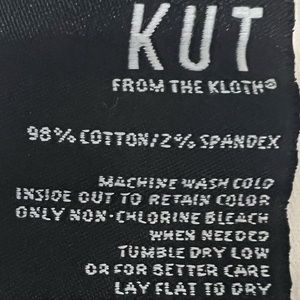 KUT
FROM THE KLOTH®
98% COTTON/2% SPANDEX
MACHINE WASH COLD
INSIDE OUT TO RETAIN COLOR
ONLY NON-CHLORINE BLEACH
WHEN NEEDED
TUMBLE DRY LOW
OR FOR BETTER CARE
LAY FLAT TO DRY